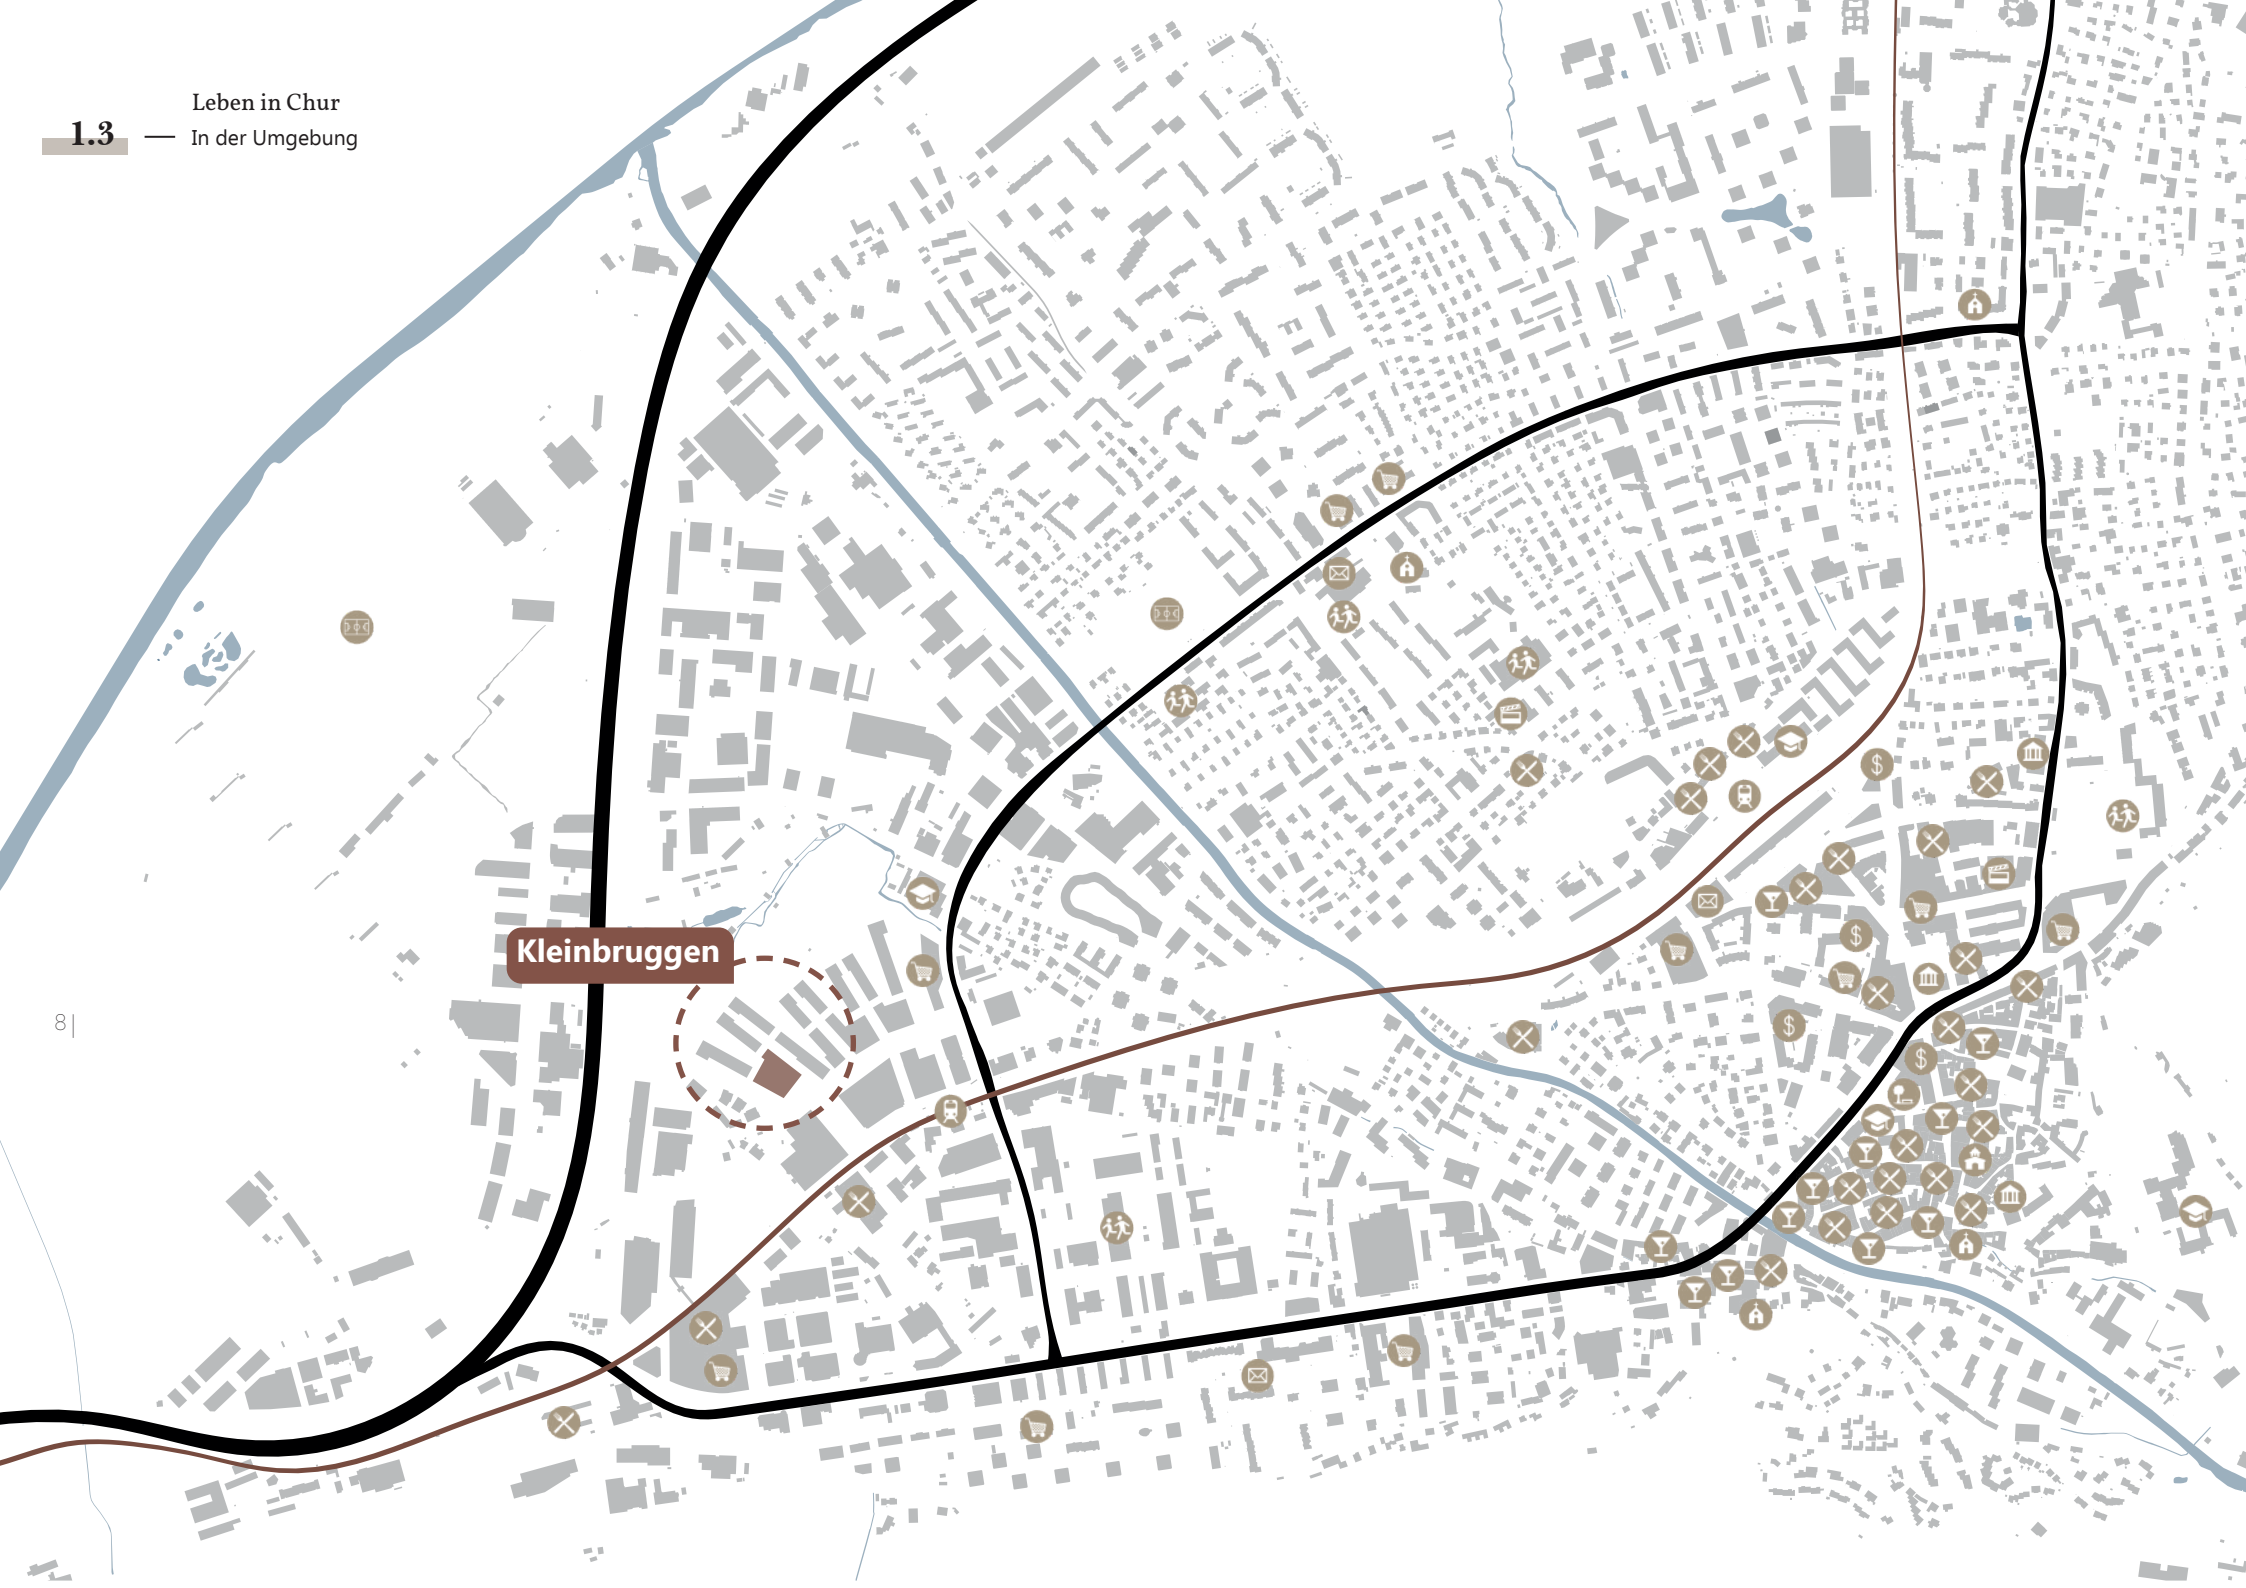 Leben in Chur
1.3 — In der Umgebung
Kleinbruggen
8|
$
$
$
$